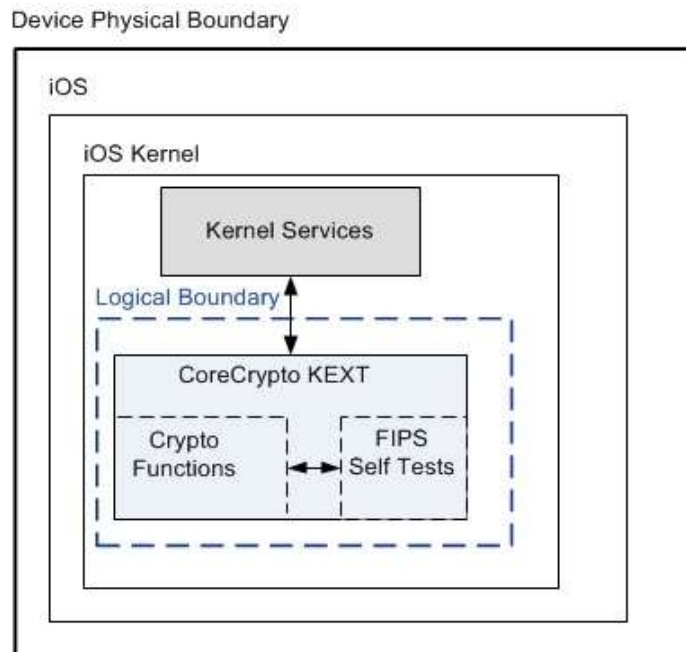 Device Physical Boundary
iOS
iOS Kernel
Kernel Services
Logical Boundary
CoreCrypto KEXT
Crypto
Functions
FIPS
Self Tests